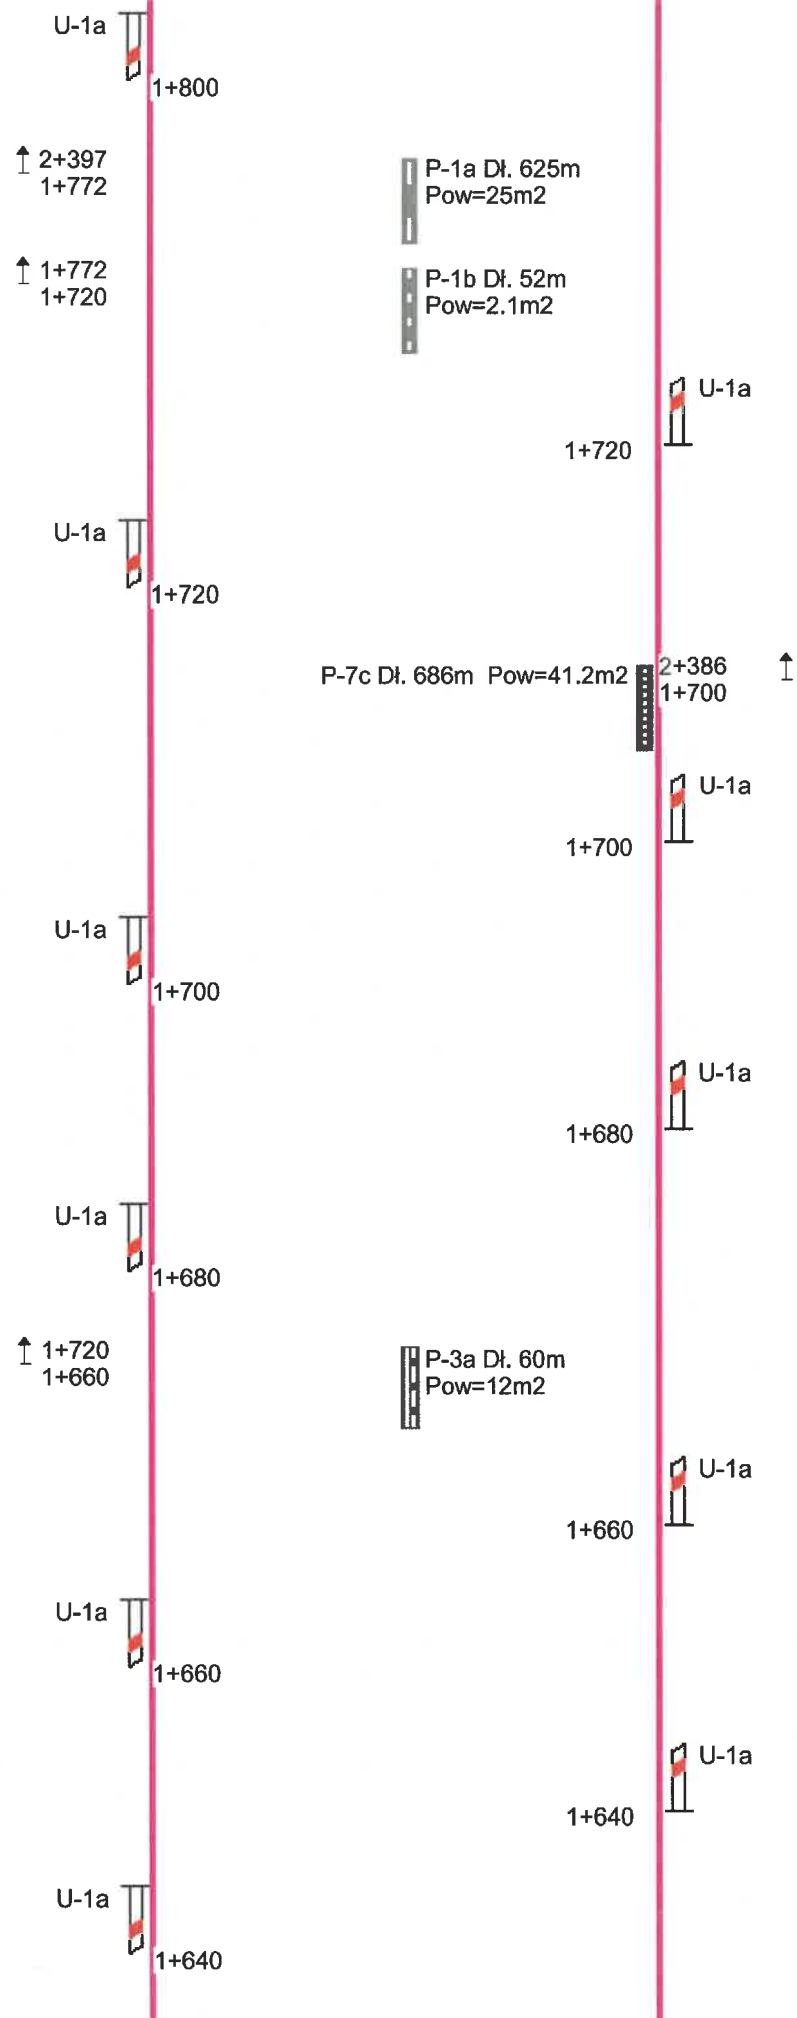 U-1a
1+800
2+397
1+772
P-1a Dł. 625m
Pow=25m2
1+772
1+720
P-1b Dł. 52m
Pow=2.1m2
U-1a
1+720
U-1a
1+720
P-7c Dł. 686m Pow=41.2m2
2+386
1+700
U-1a
1+700
U-1a
1+700
U-1a
1+680
U-1a
1+680
1+720
1+660
P-3a Dł. 60m
Pow=12m2
U-1a
1+660
U-1a
1+660
U-1a
1+640
U-1a
1+640